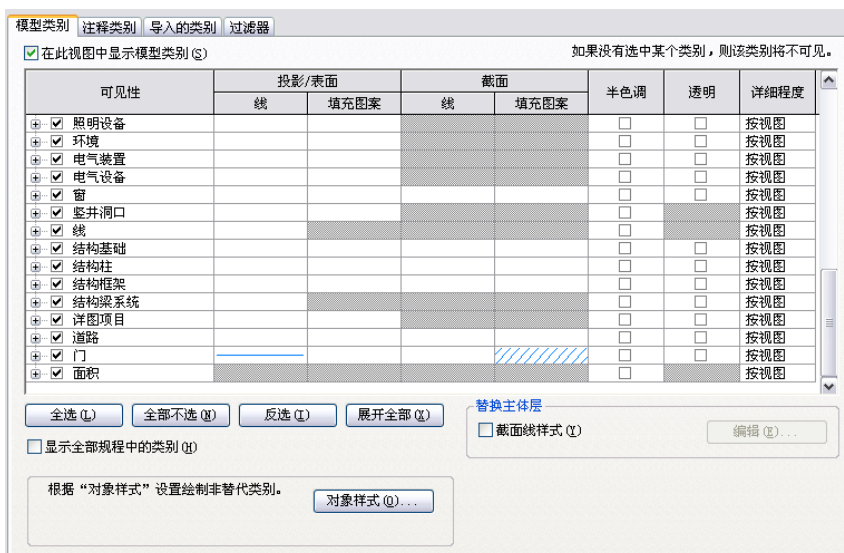 模型类别 注释类别 导入的类别 过滤器
在此视图中显示模型类别(S) 如果没有选中某个类别，则该类别将不可见。
可见性 投影/表面 截面 半色调 透明 详细程度
线 填充图案 线 填充图案
照明设备 按视图
环境 按视图
电气装置 按视图
电气设备 按视图
窗 按视图
竖井洞口 按视图
线 按视图
结构基础 按视图
结构柱 按视图
结构框架 按视图
结构梁系统 按视图
详图项目 按视图
道路 按视图
门 按视图
面积 按视图
全选(L) 全部不选(N) 反选(I) 展开全部(X)
替换主体层
截面线样式(Y) 编辑(E)...
显示全部规程中的类别(H)
根据“对象样式”设置绘制非替代类别。
对象样式(O)...